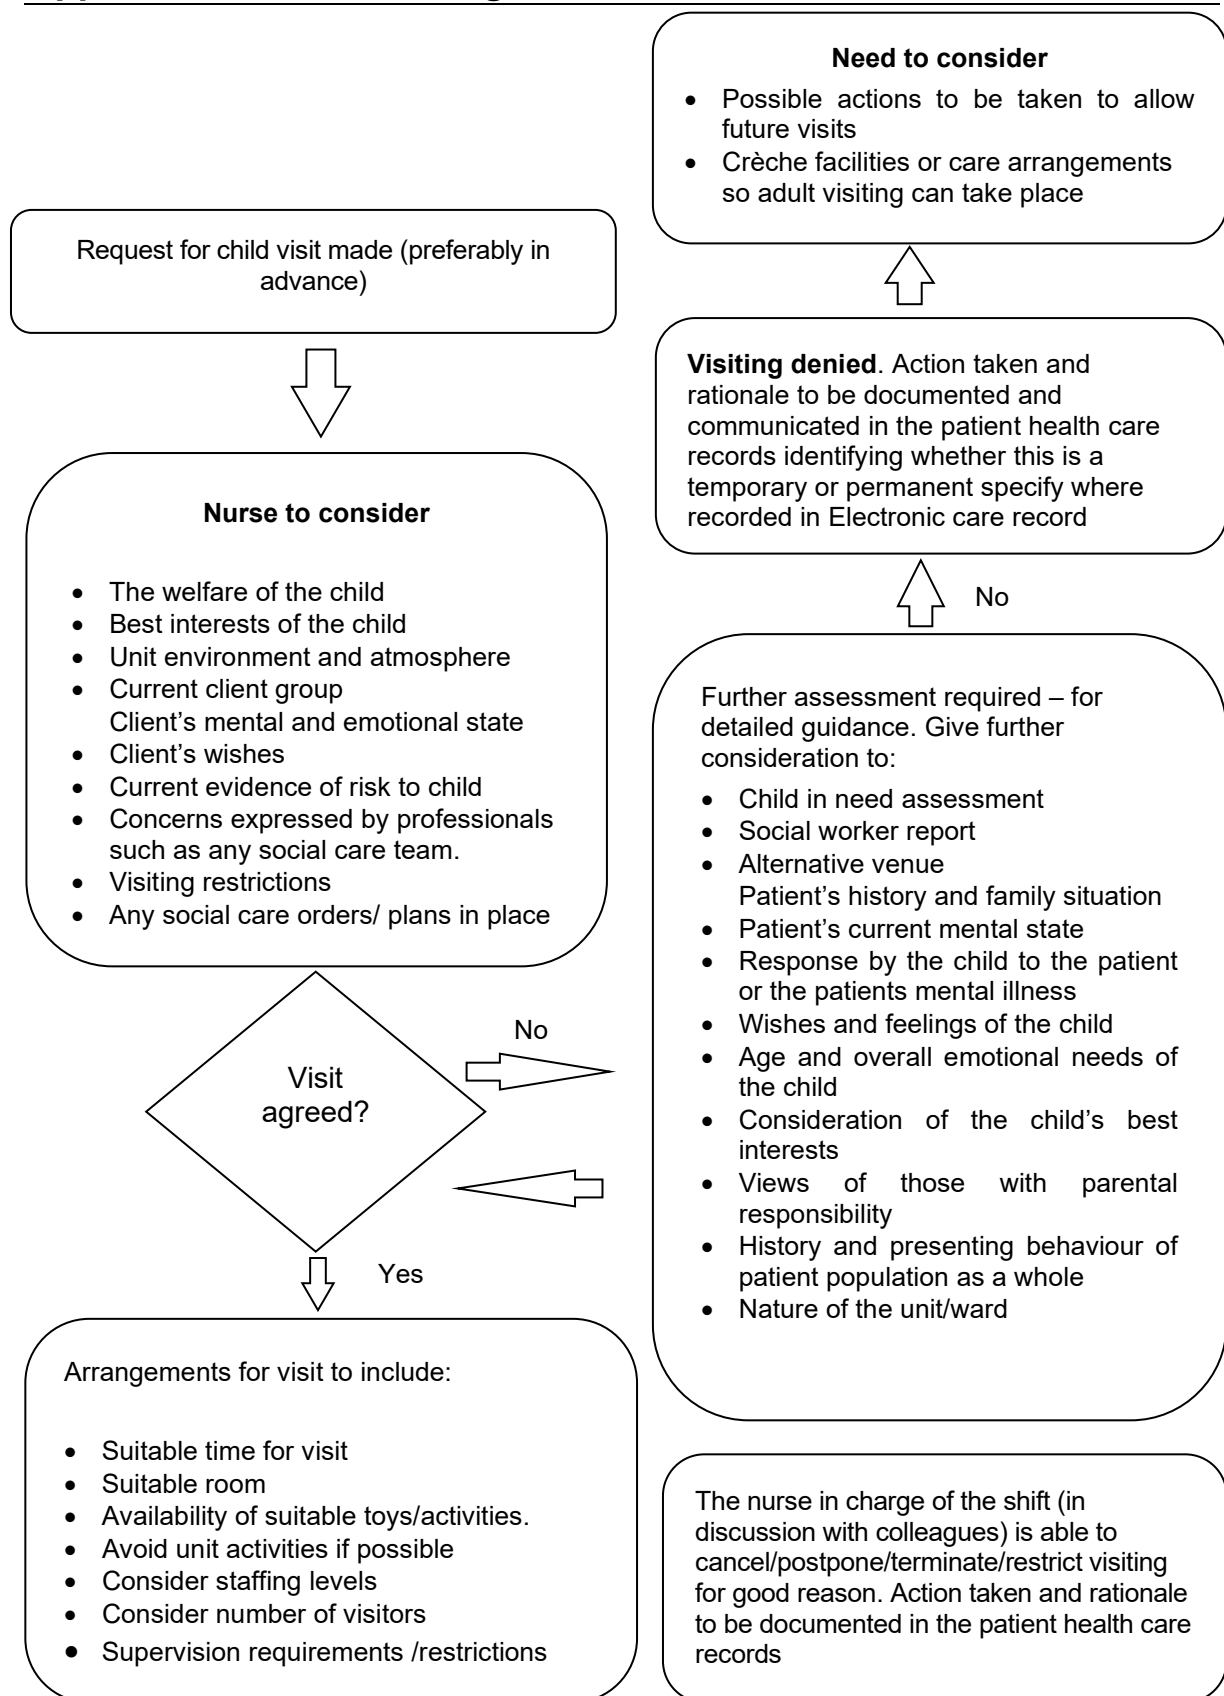 Request for child visit made (preferably in
advance)
Nurse to consider
• The welfare of the child
• Best interests of the child
• Unit environment and atmosphere
• Current client group
Client's mental and emotional state
• Client's wishes
• Current evidence of risk to child
• Concerns expressed by professionals
such as any social care team.
• Visiting restrictions
• Any social care orders/ plans in place
Visit
agreed?
No
Yes
Arrangements for visit to include:
• Suitable time for visit
• Suitable room
• Availability of suitable toys/activities.
• Avoid unit activities if possible
• Consider staffing levels
• Consider number of visitors
• Supervision requirements /restrictions
Need to consider
• Possible actions to be taken to allow
future visits
• Crèche facilities or care arrangements
so adult visiting can take place
Visiting denied. Action taken and
rationale to be documented and
communicated in the patient health care
records identifying whether this is a
temporary or permanent specify where
recorded in Electronic care record
No
Further assessment required – for
detailed guidance. Give further
consideration to:
• Child in need assessment
• Social worker report
• Alternative venue
Patient's history and family situation
• Patient's current mental state
• Response by the child to the patient
or the patients mental illness
• Wishes and feelings of the child
• Age and overall emotional needs of
the child
• Consideration of the child's best
interests
• Views of those with parental
responsibility
• History and presenting behaviour of
patient population as a whole
• Nature of the unit/ward
The nurse in charge of the shift (in
discussion with colleagues) is able to
cancel/postpone/terminate/restrict visiting
for good reason. Action taken and rationale
to be documented in the patient health care
records